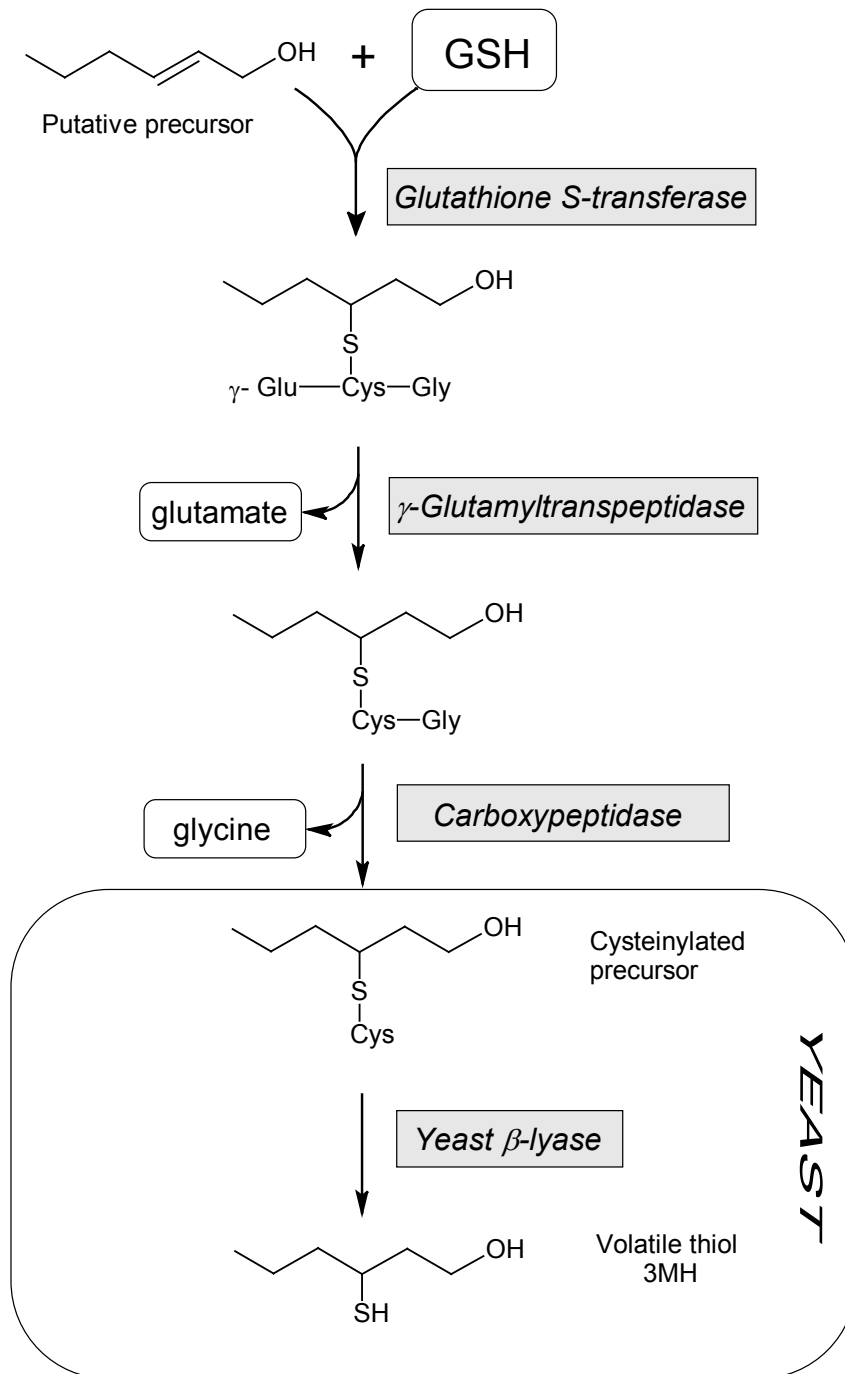 OH
+
GSH
Putative precursor
Glutathione S-transferase
OH
S
γ- Glu—Cys—Gly
glutamate
γ-Glutamyltranspeptidase
OH
S
Cys—Gly
glycine
Carboxypeptidase
OH
Cysteinylated
precursor
S
Cys
YEAST
Yeast β-lyase
OH
Volatile thiol
3MH
SH